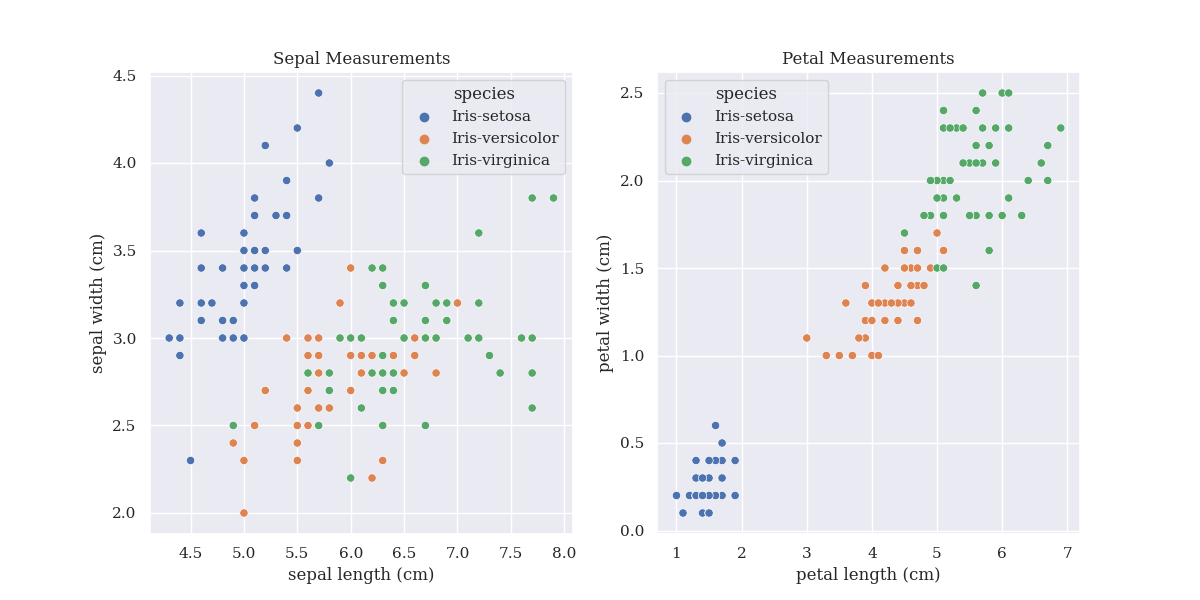 Sepal Measurements
4.5
4.0
3.5
3.0
2.5
2.0
sepal width (cm)
species
Iris-setosa
Iris-versicolor
Iris-virginica
4.5 5.0 5.5 6.0 6.5 7.0 7.5 8.0
sepal length (cm)
Petal Measurements
2.5
2.0
1.5
1.0
0.5
0.0
petal width (cm)
species
Iris-setosa
Iris-versicolor
Iris-virginica
1 2 3 4 5 6 7
petal length (cm)